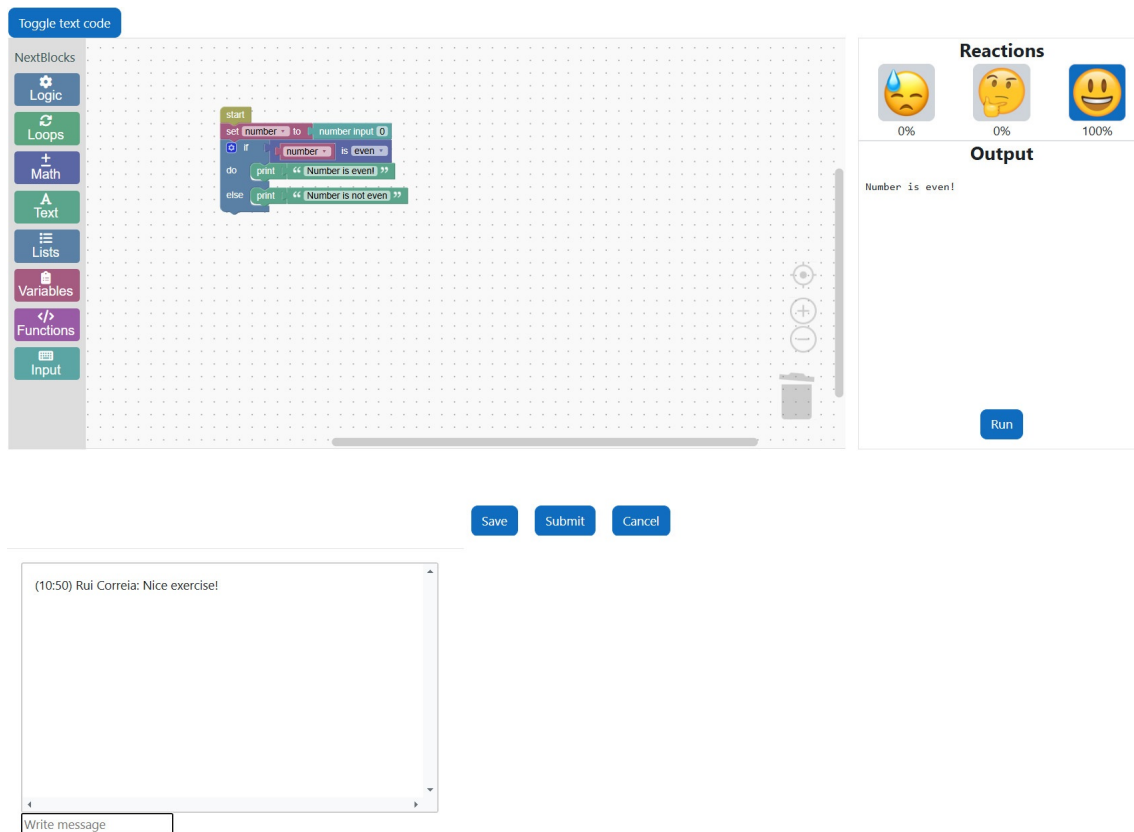 Toggle text code
NextBlocks
Logic
Loops
Math
Text
Lists
Variables
Functions
Input
start
set number to number input 0
if number is even
do print “ Number is even! ”
else print “ Number is not even ”
Reactions
0% 0% 100%
Output
Number is even!
Run
Save Submit Cancel
(10:50) Rui Correia: Nice exercise!
Write message